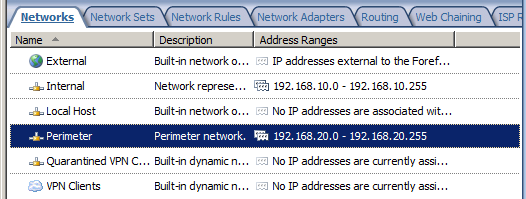 Networks Network Sets Network Rules Network Adapters Routing Web Chaining ISP R
Name Description Address Ranges
External Built-in network o... IP addresses external to the Foref...
Internal Network represe... 192.168.10.0 - 192.168.10.255
Local Host Built-in network o... No IP addresses are associated wit...
Perimeter Perimeter network. 192.168.20.0 - 192.168.20.255
Quarantined VPN C... Built-in dynamic n... No IP addresses are currently assi...
VPN Clients Built-in dynamic n... No IP addresses are currently assi...